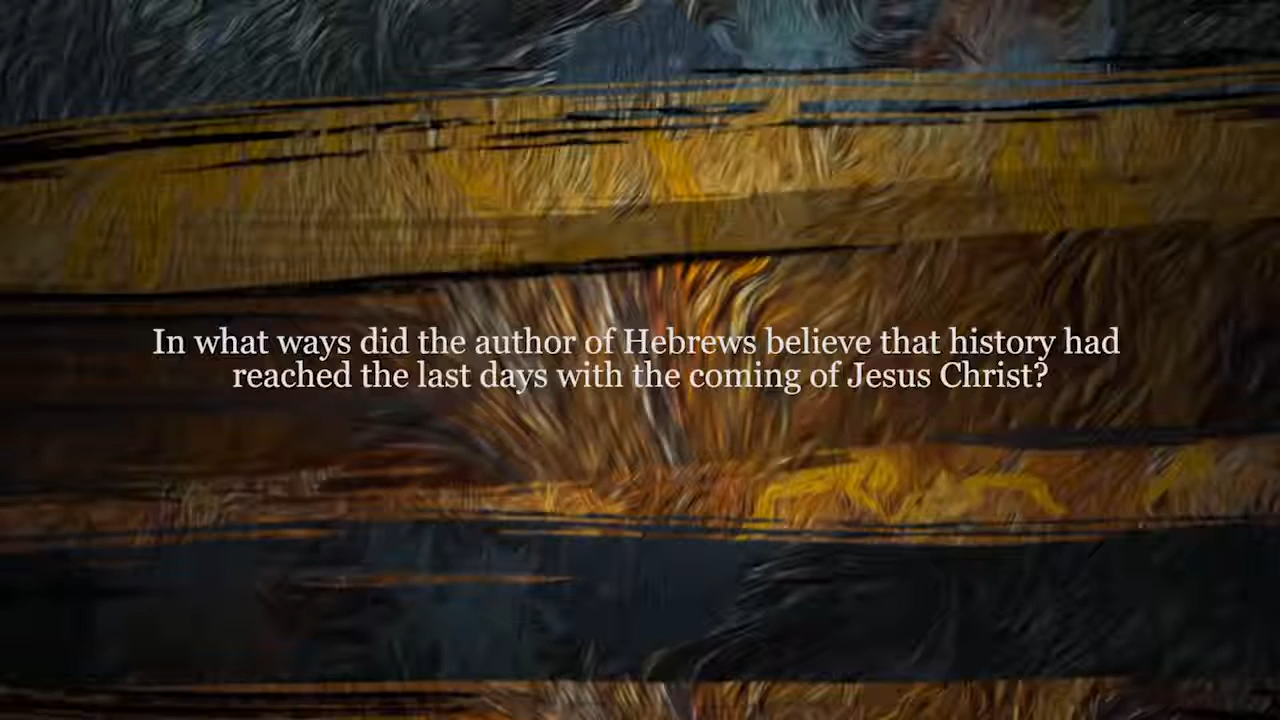 In what ways did the author of Hebrews believe that history had
reached the last days with the coming of Jesus Christ?